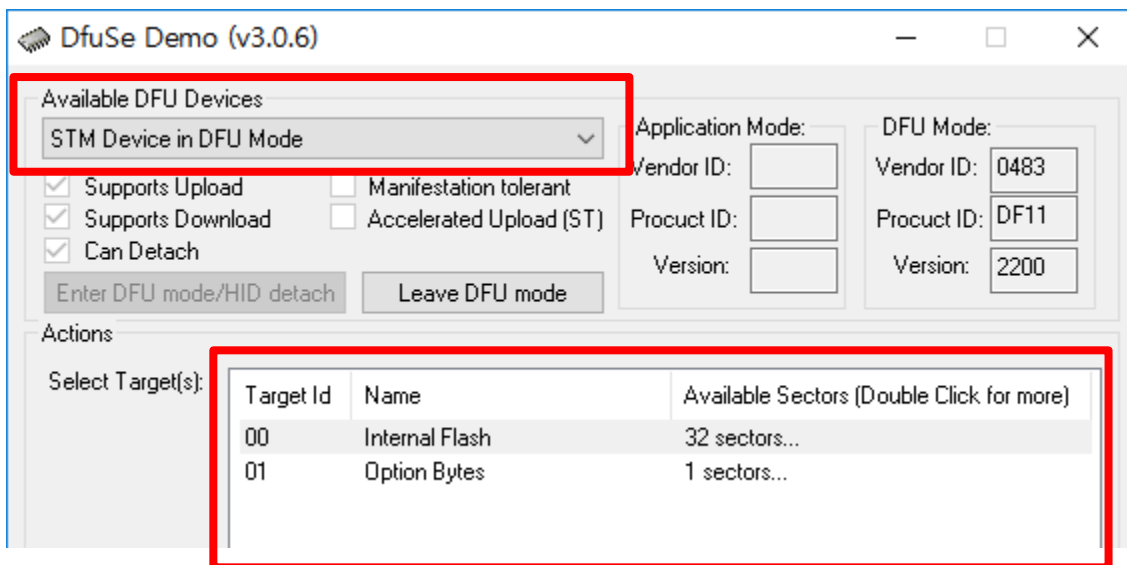 DfuSe Demo (v3.0.6)
Available DFU Devices
STM Device in DFU Mode
Supports Upload
Manifestation tolerant
Supports Download
Accelerated Upload (ST)
Can Detach
Enter DFU mode/HID detach
Leave DFU mode
Application Mode:
Vendor ID:
Procuct ID:
Version:
DFU Mode:
Vendor ID: 0483
Procuct ID: DF11
Version: 2200
Actions
Select Target(s):
Target Id Name Available Sectors (Double Click for more)
00 Internal Flash 32 sectors...
01 Option Bytes 1 sectors...